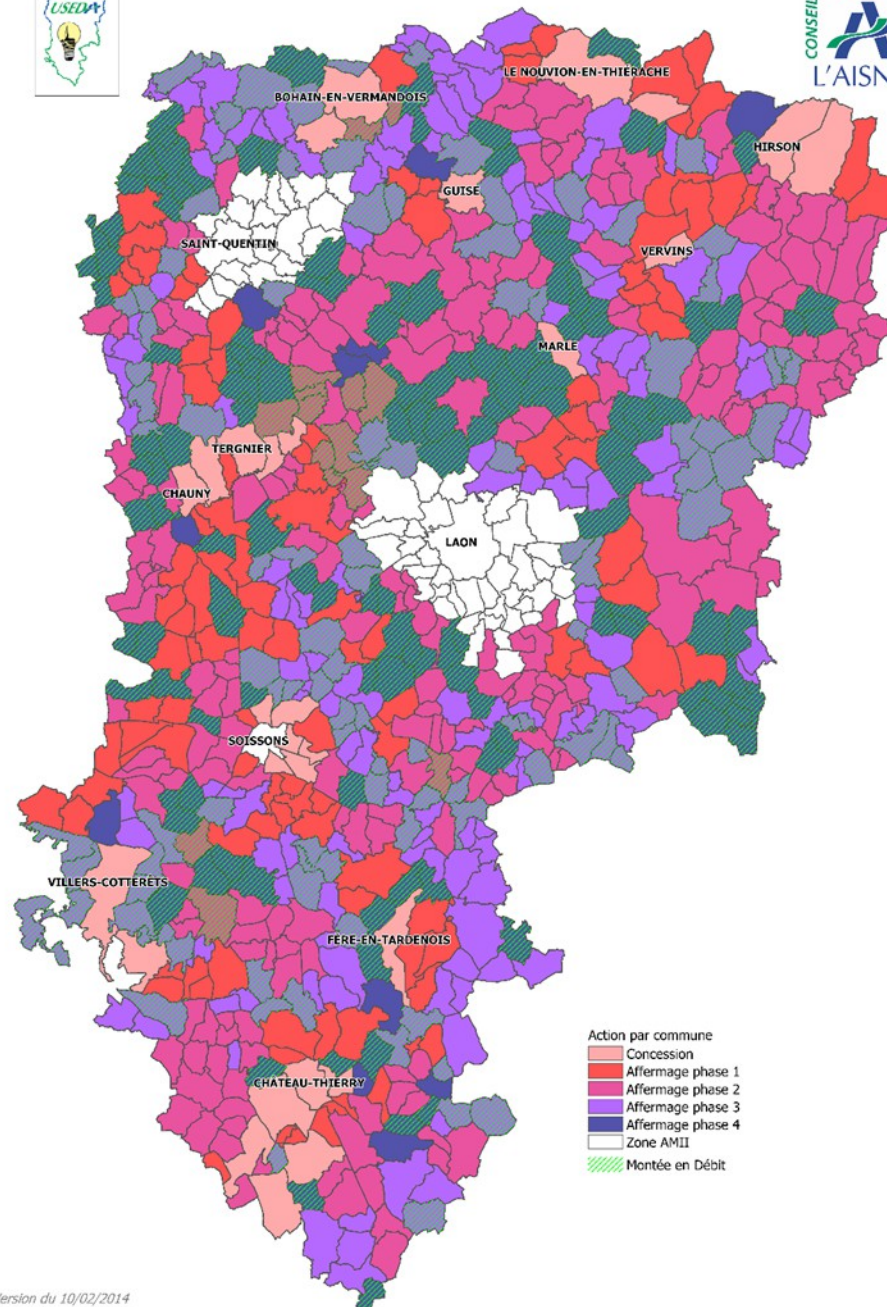 USEDA
CONSEIL
L'AISN
LE NOUVION-EN-THIÉRACHE
BOHAIN-EN-VERMANDOIS
HIRSON
GUISE
SAINT-QUENTIN
VERVINS
MARLE
TERGNIER
CHAUNY
LAON
SOISSONS
VILLERS-COTTERÊTS
FÈRE-EN-TARDENOIS
CHÂTEAU-THIERRY
Action par commune
Concession
Affermage phase 1
Affermage phase 2
Affermage phase 3
Affermage phase 4
Zone AMII
Montée en Débit
ersion du 10/02/2014